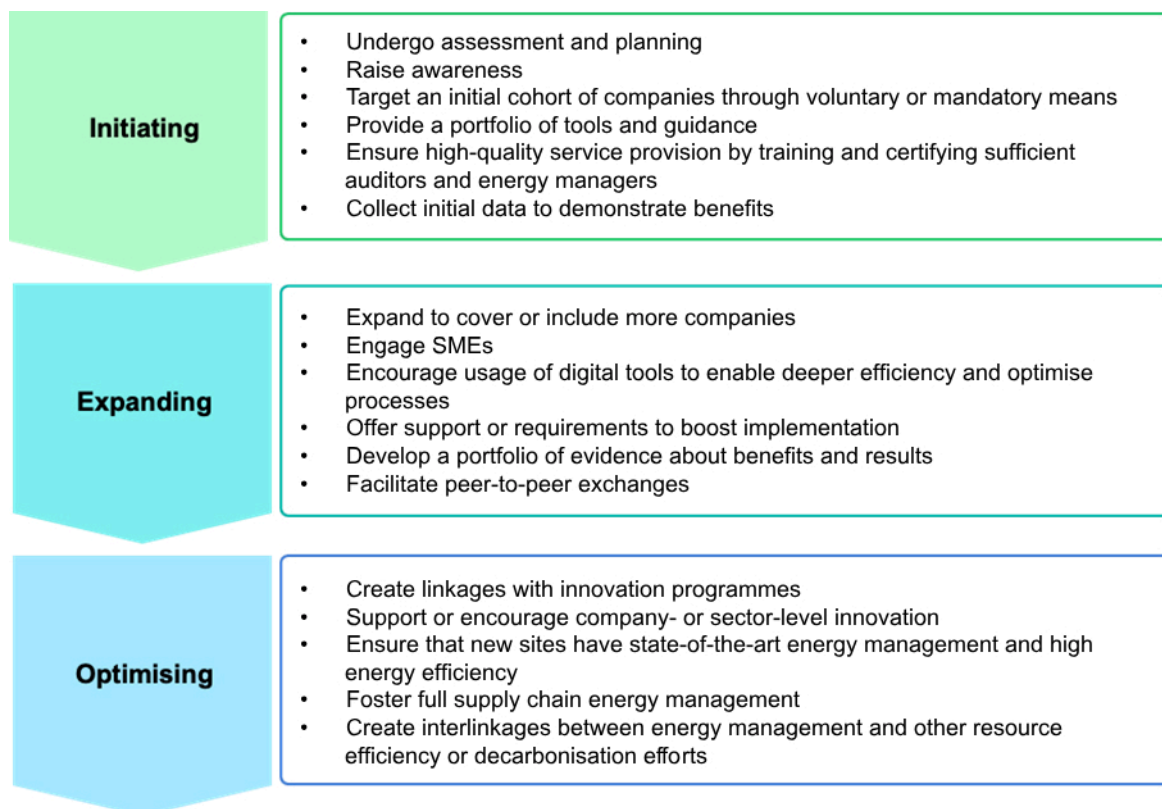 Initiating
• Undergo assessment and planning
• Raise awareness
• Target an initial cohort of companies through voluntary or mandatory means
• Provide a portfolio of tools and guidance
• Ensure high-quality service provision by training and certifying sufficient
auditors and energy managers
• Collect initial data to demonstrate benefits
Expanding
• Expand to cover or include more companies
• Engage SMEs
• Encourage usage of digital tools to enable deeper efficiency and optimise
processes
• Offer support or requirements to boost implementation
• Develop a portfolio of evidence about benefits and results
• Facilitate peer-to-peer exchanges
Optimising
• Create linkages with innovation programmes
• Support or encourage company- or sector-level innovation
• Ensure that new sites have state-of-the-art energy management and high
energy efficiency
• Foster full supply chain energy management
• Create interlinkages between energy management and other resource
efficiency or decarbonisation efforts